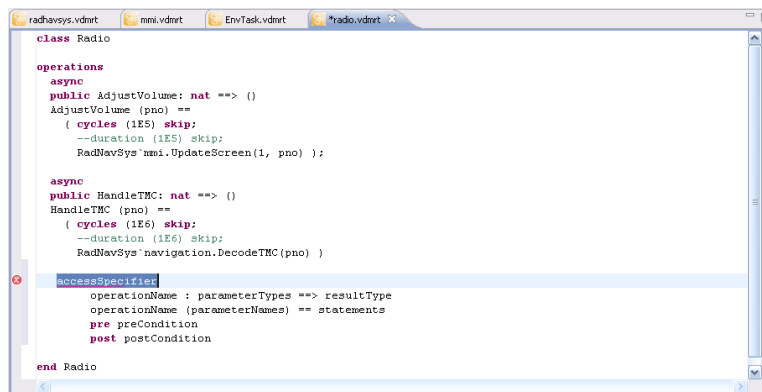 radhavsys.vdmrt mmi.vdmrt EnvTask.vdmrt *radio.vdmrt
class Radio
operations
async
public AdjustVolume: nat ==> ()
AdjustVolume (pno) ==
( cycles (1E5) skip;
--duration (1E5) skip;
RadNavSys`mmi.UpdateScreen(1, pno) );
async
public HandleTMC: nat ==> ()
HandleTMC (pno) ==
( cycles (1E6) skip;
--duration (1E6) skip;
RadNavSys`navigation.DecodeTMC(pno) )
accessSpecifier
operationName : parameterTypes ==> resultType
operationName (parameterNames) == statements
pre preCondition
post postCondition
end Radio